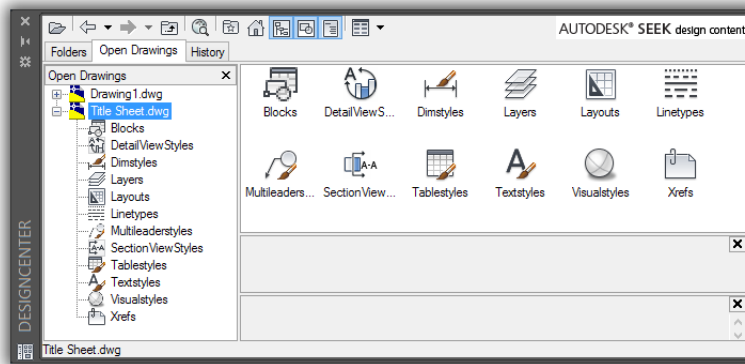 AUTODESK® SEEK design content
Folders
Open Drawings
History
Open Drawings
Drawing1.dwg
Title Sheet.dwg
Blocks
DetailViewStyles
Dimstyles
Layers
Layouts
Linetypes
Multileaderstyles
SectionViewStyles
Tablestyles
Textstyles
Visualstyles
Xrefs
Blocks
DetailViewS...
Dimstyles
Layers
Layouts
Linetypes
Multileaders...
SectionView...
Tablestyles
Textstyles
Visualstyles
Xrefs
DESIGNCENTER
Title Sheet.dwg